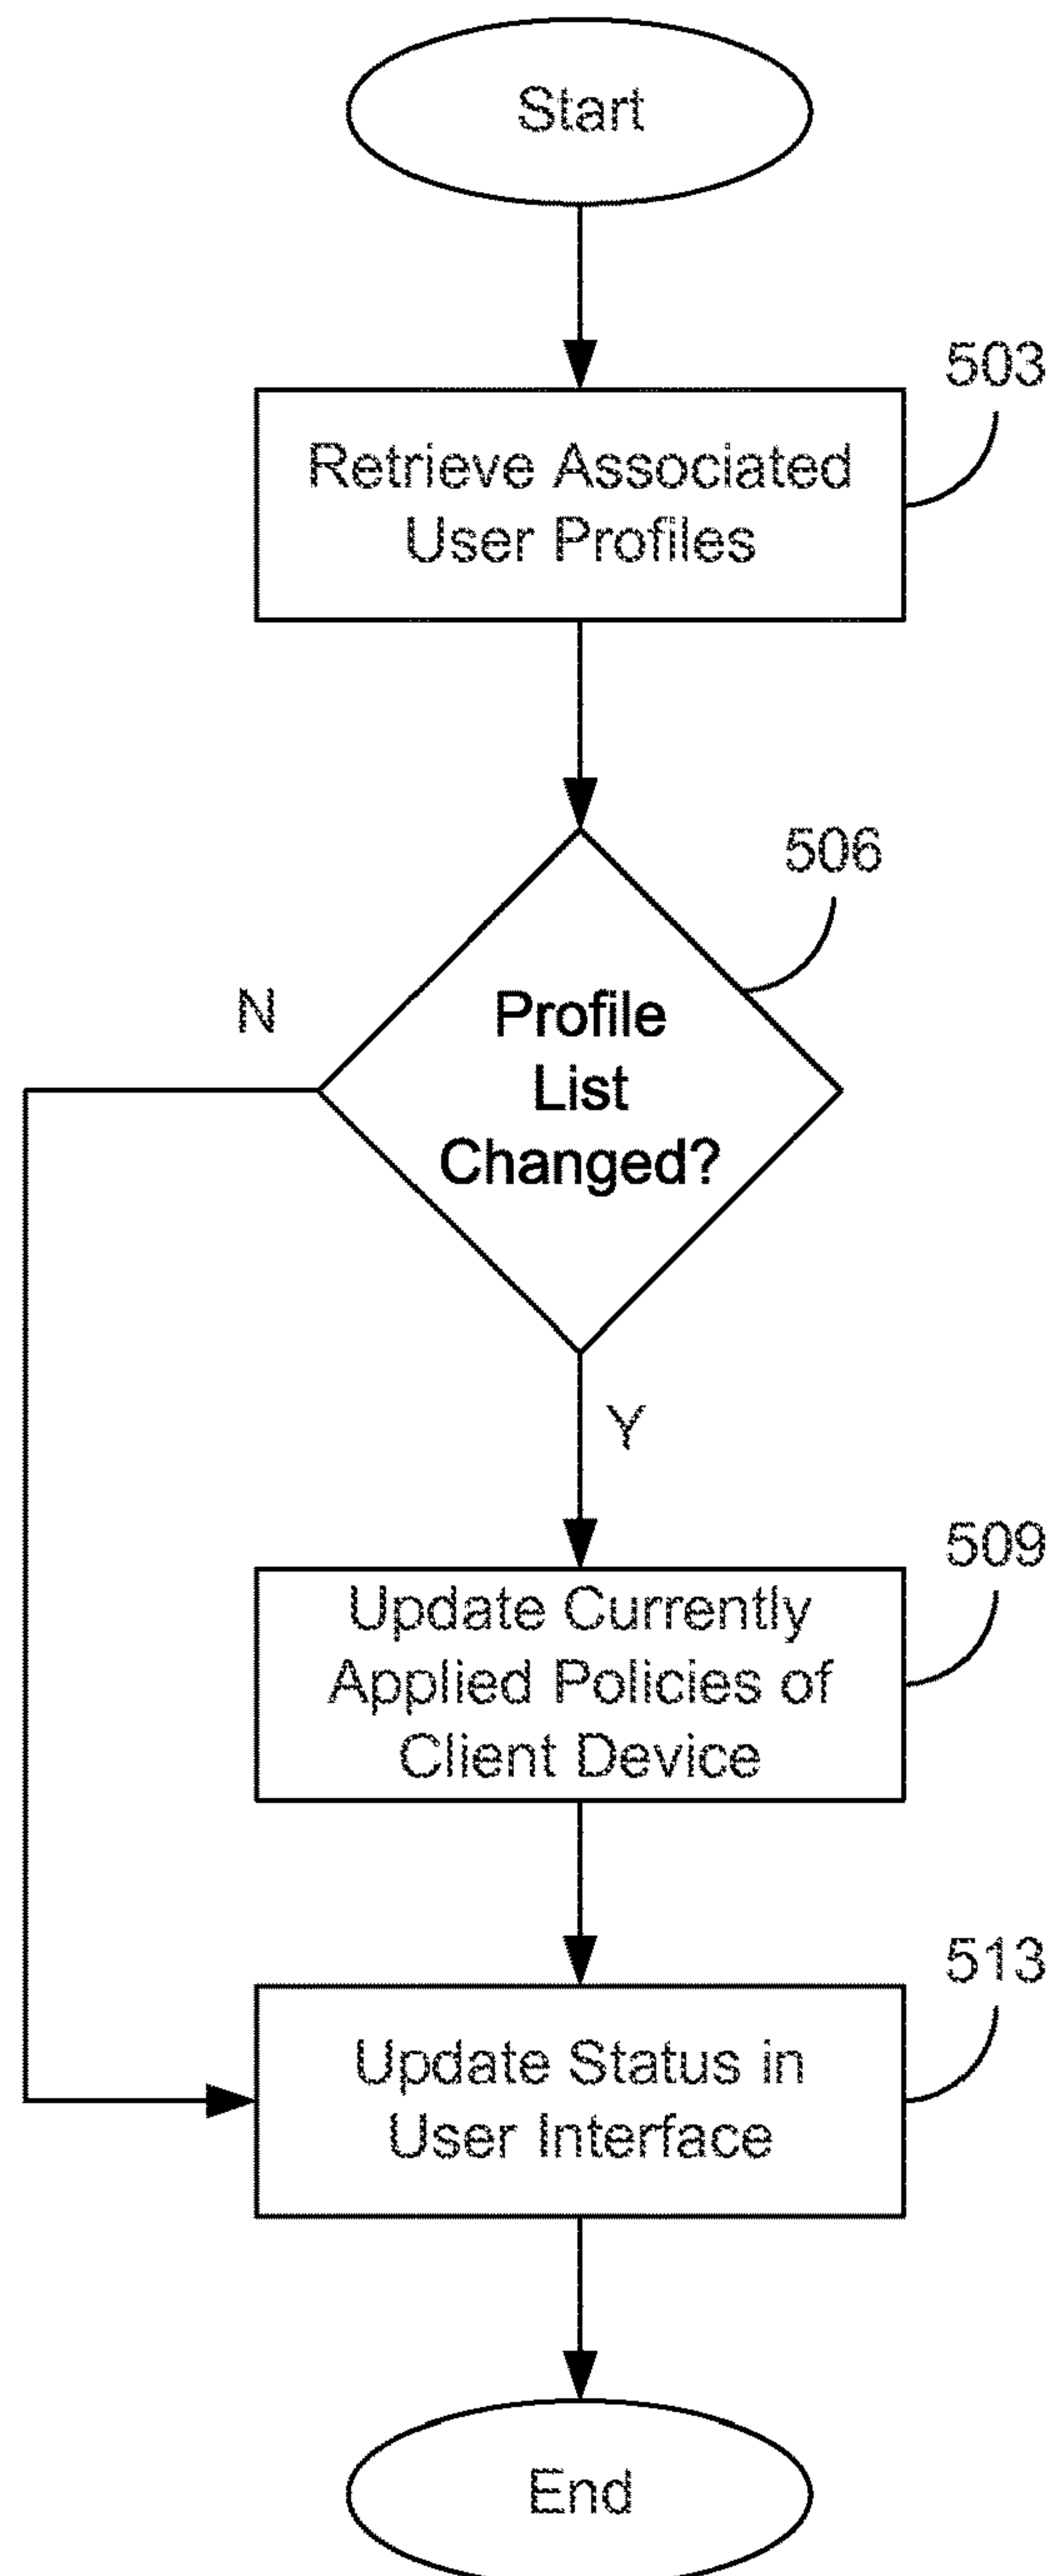 Start
503
Retrieve Associated
User Profiles
506
N
Profile
List
Changed?
Y
509
Update Currently
Applied Policies of
Client Device
513
Update Status in
User Interface
End